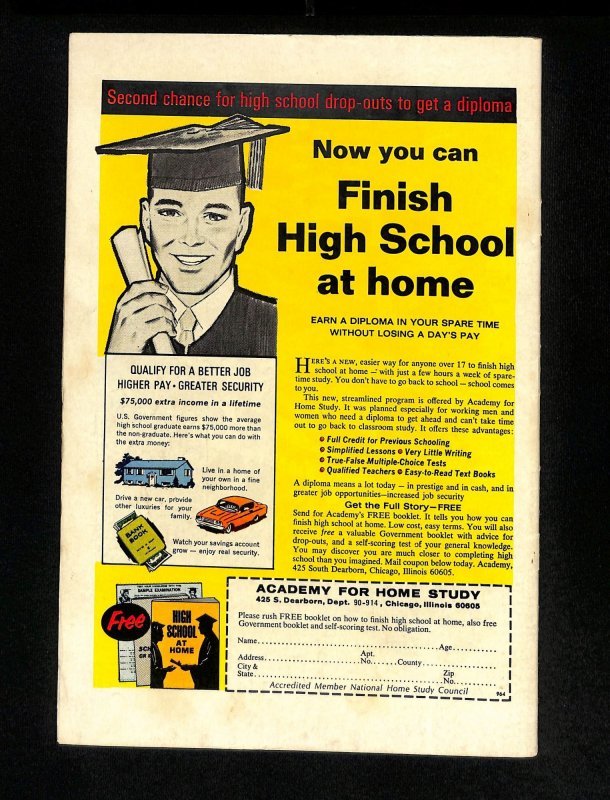 Second chance for high school drop-outs to get a diploma
Now you can
Finish
High School
at home
EARN A DIPLOMA IN YOUR SPARE TIME
WITHOUT LOSING A DAY'S PAY
HERE'S A NEW, easier way for anyone over 17 to finish high
school at home — with just a few hours a week of spare-
time study. You don't have to go back to school — school comes
to you.
This new, streamlined program is offered by Academy for
Home Study. It was planned especially for working men and
women who need a diploma to get ahead and can't take time
out to go back to classroom study. It offers these advantages:
• Full Credit for Previous Schooling
• Simplified Lessons • Very Little Writing
• True-False Multiple-Choice Tests
• Qualified Teachers • Easy-to-Read Text Books
A diploma means a lot today — in prestige and in cash, and in
greater job opportunities—increased job security
Get the Full Story—FREE
Send for Academy's FREE booklet. It tells you how you can
finish high school at home. Low cost, easy terms. You will also
receive free a valuable Government booklet with advice for
drop-outs, and a self-scoring test of your general knowledge.
You may discover you are much closer to completing high
school than you imagined. Mail coupon below today. Academy,
425 South Dearborn, Chicago, Illinois 60605.
QUALIFY FOR A BETTER JOB
HIGHER PAY • GREATER SECURITY
$75,000 extra income in a lifetime
U.S. Government figures show the average
high school graduate earns $75,000 more than
the non-graduate. Here's what you can do with
the extra money:
Live in a home of
your own in a fine
neighborhood.
Drive a new car, provide
other luxuries for your
family.
BANK
BOOK
Watch your savings account
grow — enjoy real security.
SAMPLE EXAMINATION
Free
HIGH
SCHOOL
AT
HOME
ACADEMY FOR HOME STUDY
425 S. Dearborn, Dept. 90-914, Chicago, Illinois 60605
Please rush FREE booklet on how to finish high school at home, also free
Government booklet and self-scoring test. No obligation.
Name Age
Address Apt. No. County
City & State Zip No.
Accredited Member National Home Study Council
964